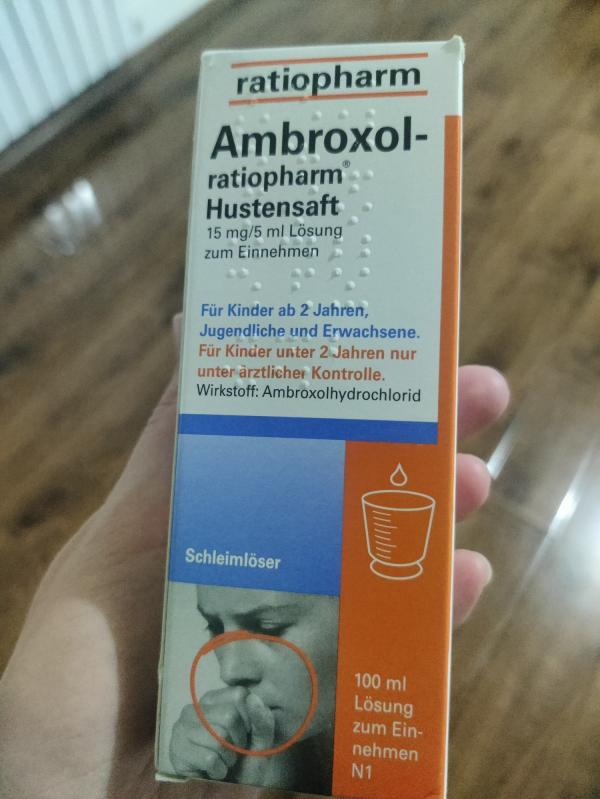 ratiopharm
Ambroxol-
ratiopharm®
Hustensaft
15 mg/5 ml Lösung
zum Einnehmen
Für Kinder ab 2 Jahren,
Jugendliche und Erwachsene.
Für Kinder unter 2 Jahren nur
unter ärztlicher Kontrolle.
Wirkstoff: Ambroxolhydrochlorid
Schleimlöser
100 ml
Lösung
zum Ein-
nehmen
N1